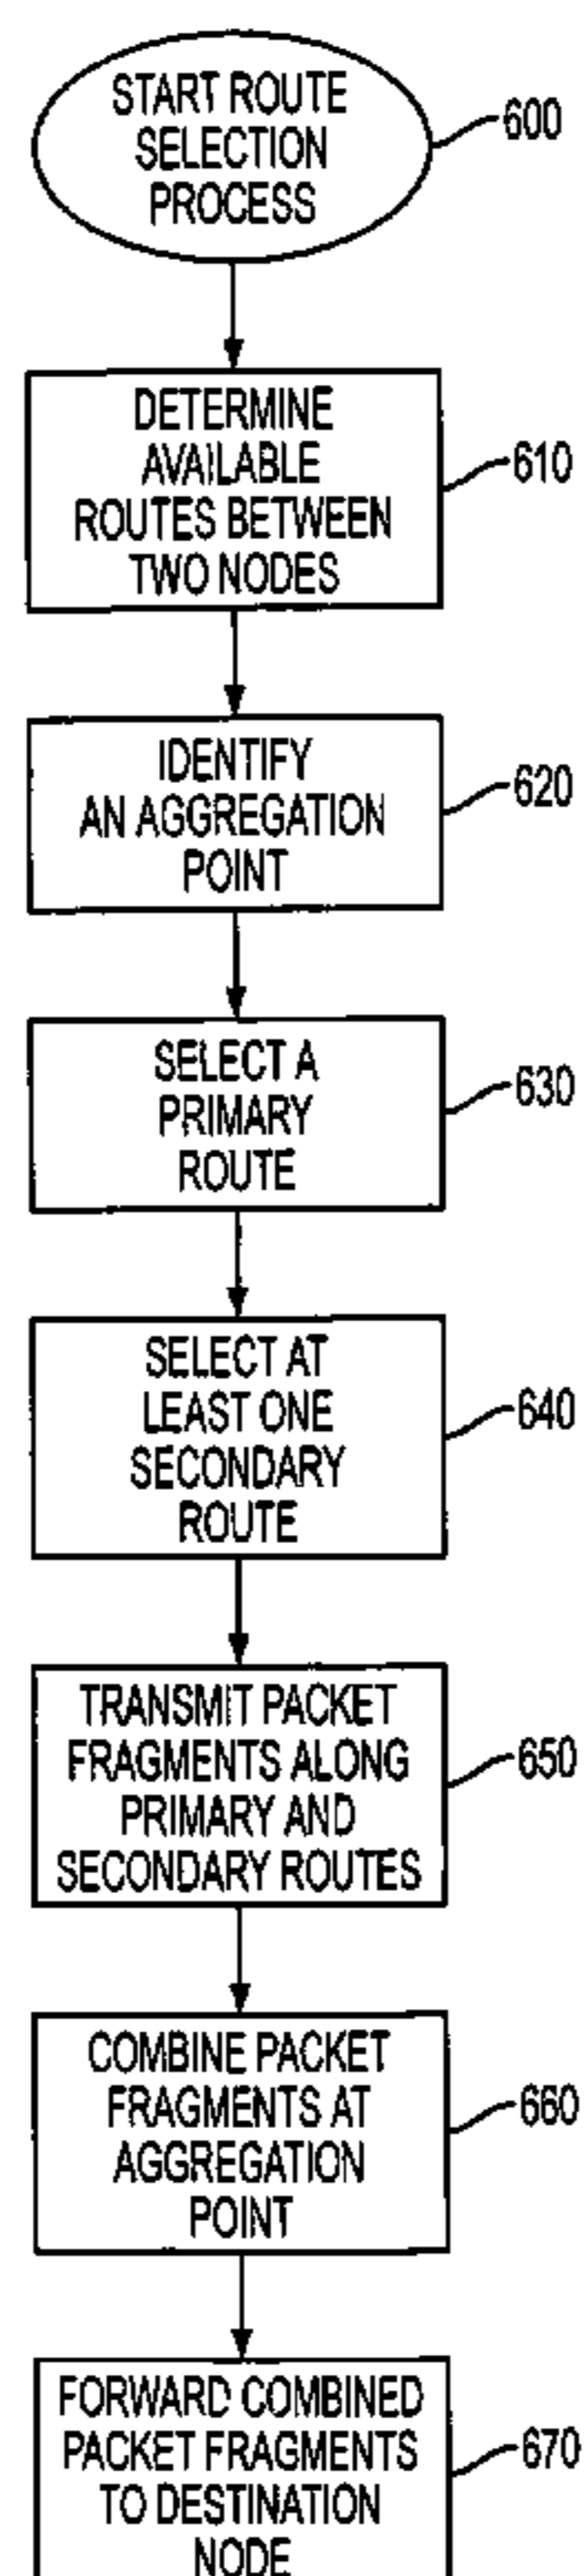 START ROUTE
SELECTION
PROCESS
600
DETERMINE
AVAILABLE
ROUTES BETWEEN
TWO NODES
610
IDENTIFY
AN AGGREGATION
POINT
620
SELECT A
PRIMARY
ROUTE
630
SELECT AT
LEAST ONE
SECONDARY
ROUTE
640
TRANSMIT PACKET
FRAGMENTS ALONG
PRIMARY AND
SECONDARY ROUTES
650
COMBINE PACKET
FRAGMENTS AT
AGGREGATION
POINT
660
FORWARD COMBINED
PACKET FRAGMENTS
TO DESTINATION
NODE
670